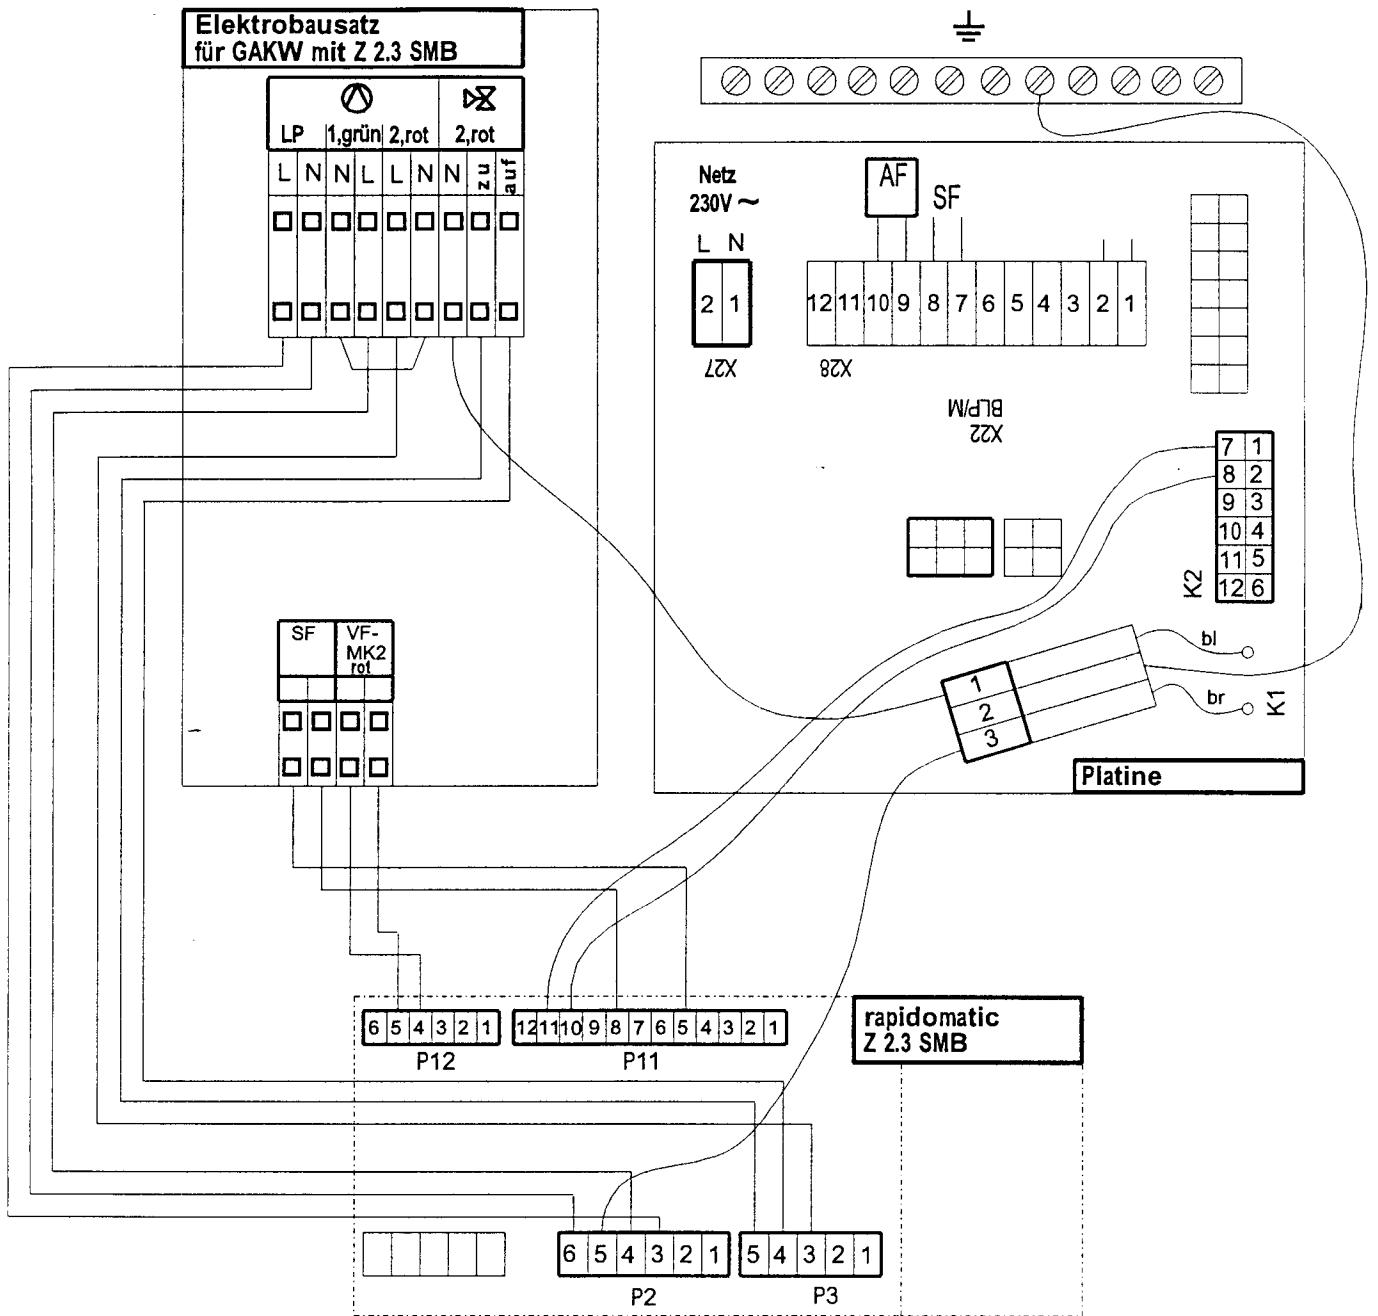 Elektrobausatz
für GAKW mit Z 2.3 SMB
LP 1,grün 2,rot 2,rot
L N N L L N N zu auf
Netz
230V ~
L N
2 1
X27
AF
SF
12 11 10 9 8 7 6 5 4 3 2 1
X28
X22
BLP/M
7 1
8 2
9 3
10 4
11 5
12 6
K2
SF VF-
MK2
rot
1
2
3
bl
br
K1
Platine
rapidomatic
Z 2.3 SMB
6 5 4 3 2 1
P12
12 11 10 9 8 7 6 5 4 3 2 1
P11
6 5 4 3 2 1
P2
5 4 3 2 1
P3